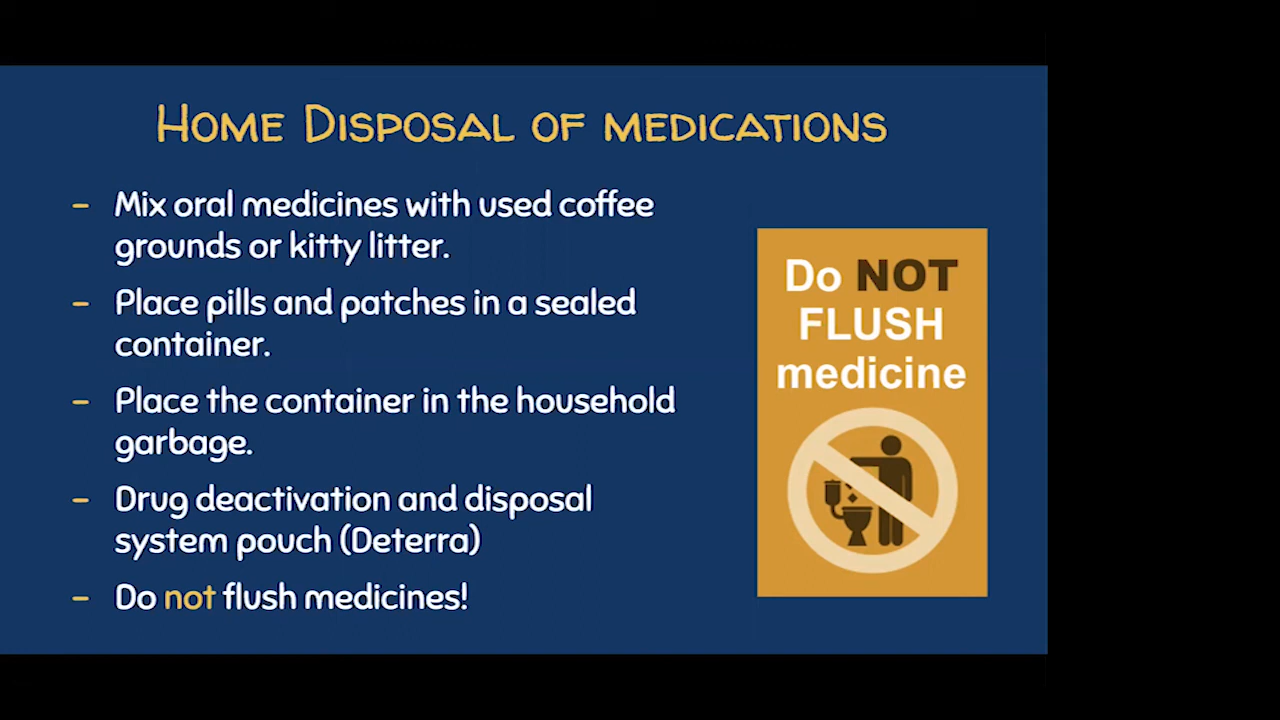 Home Disposal of medications
– Mix oral medicines with used coffee
grounds or kitty litter.
– Place pills and patches in a sealed
container.
– Place the container in the household
garbage.
– Drug deactivation and disposal
system pouch (Deterra)
– Do not flush medicines!
Do NOT
FLUSH
medicine